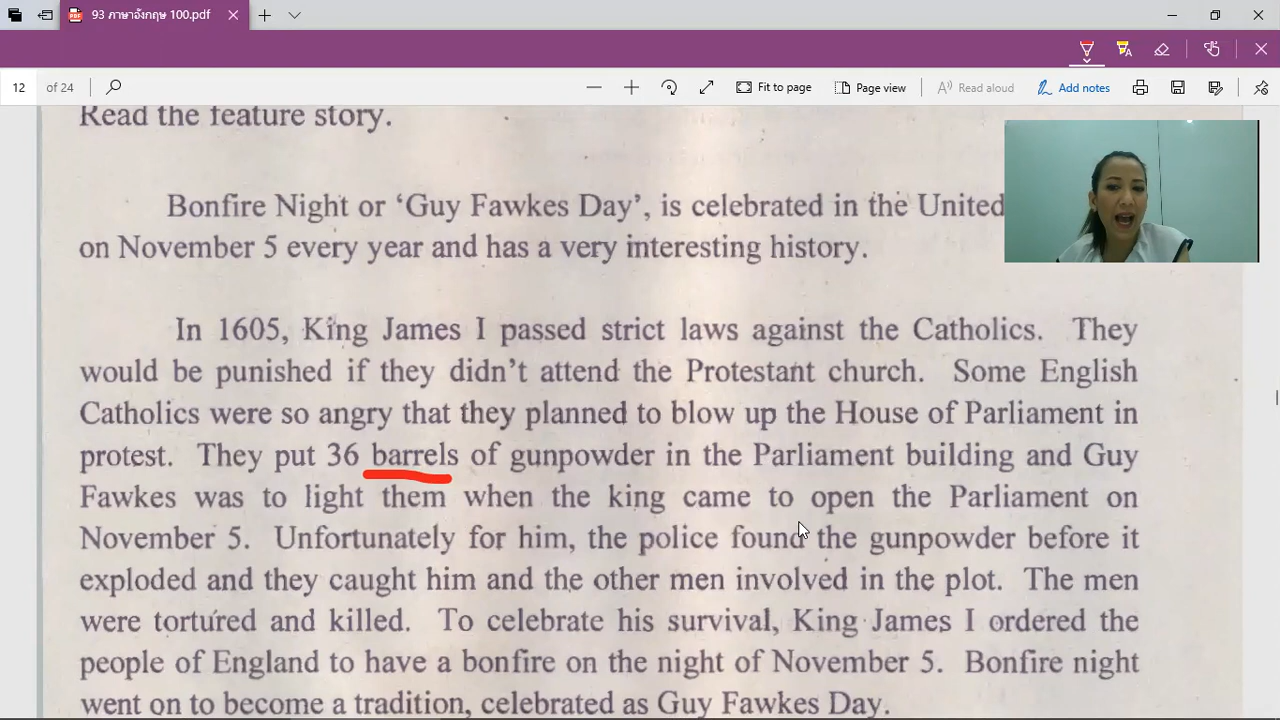 93 ภาษาอังกฤษ 100.pdf
12 of 24
Fit to page
Page view
Read aloud
Add notes
Read the feature story.
Bonfire Night or ‘Guy Fawkes Day’, is celebrated in the United
on November 5 every year and has a very interesting history.
In 1605, King James I passed strict laws against the Catholics. They
would be punished if they didn’t attend the Protestant church. Some English
Catholics were so angry that they planned to blow up the House of Parliament in
protest. They put 36 barrels of gunpowder in the Parliament building and Guy
Fawkes was to light them when the king came to open the Parliament on
November 5. Unfortunately for him, the police found the gunpowder before it
exploded and they caught him and the other men involved in the plot. The men
were tortured and killed. To celebrate his survival, King James I ordered the
people of England to have a bonfire on the night of November 5. Bonfire night
went on to become a tradition, celebrated as Guy Fawkes Day.